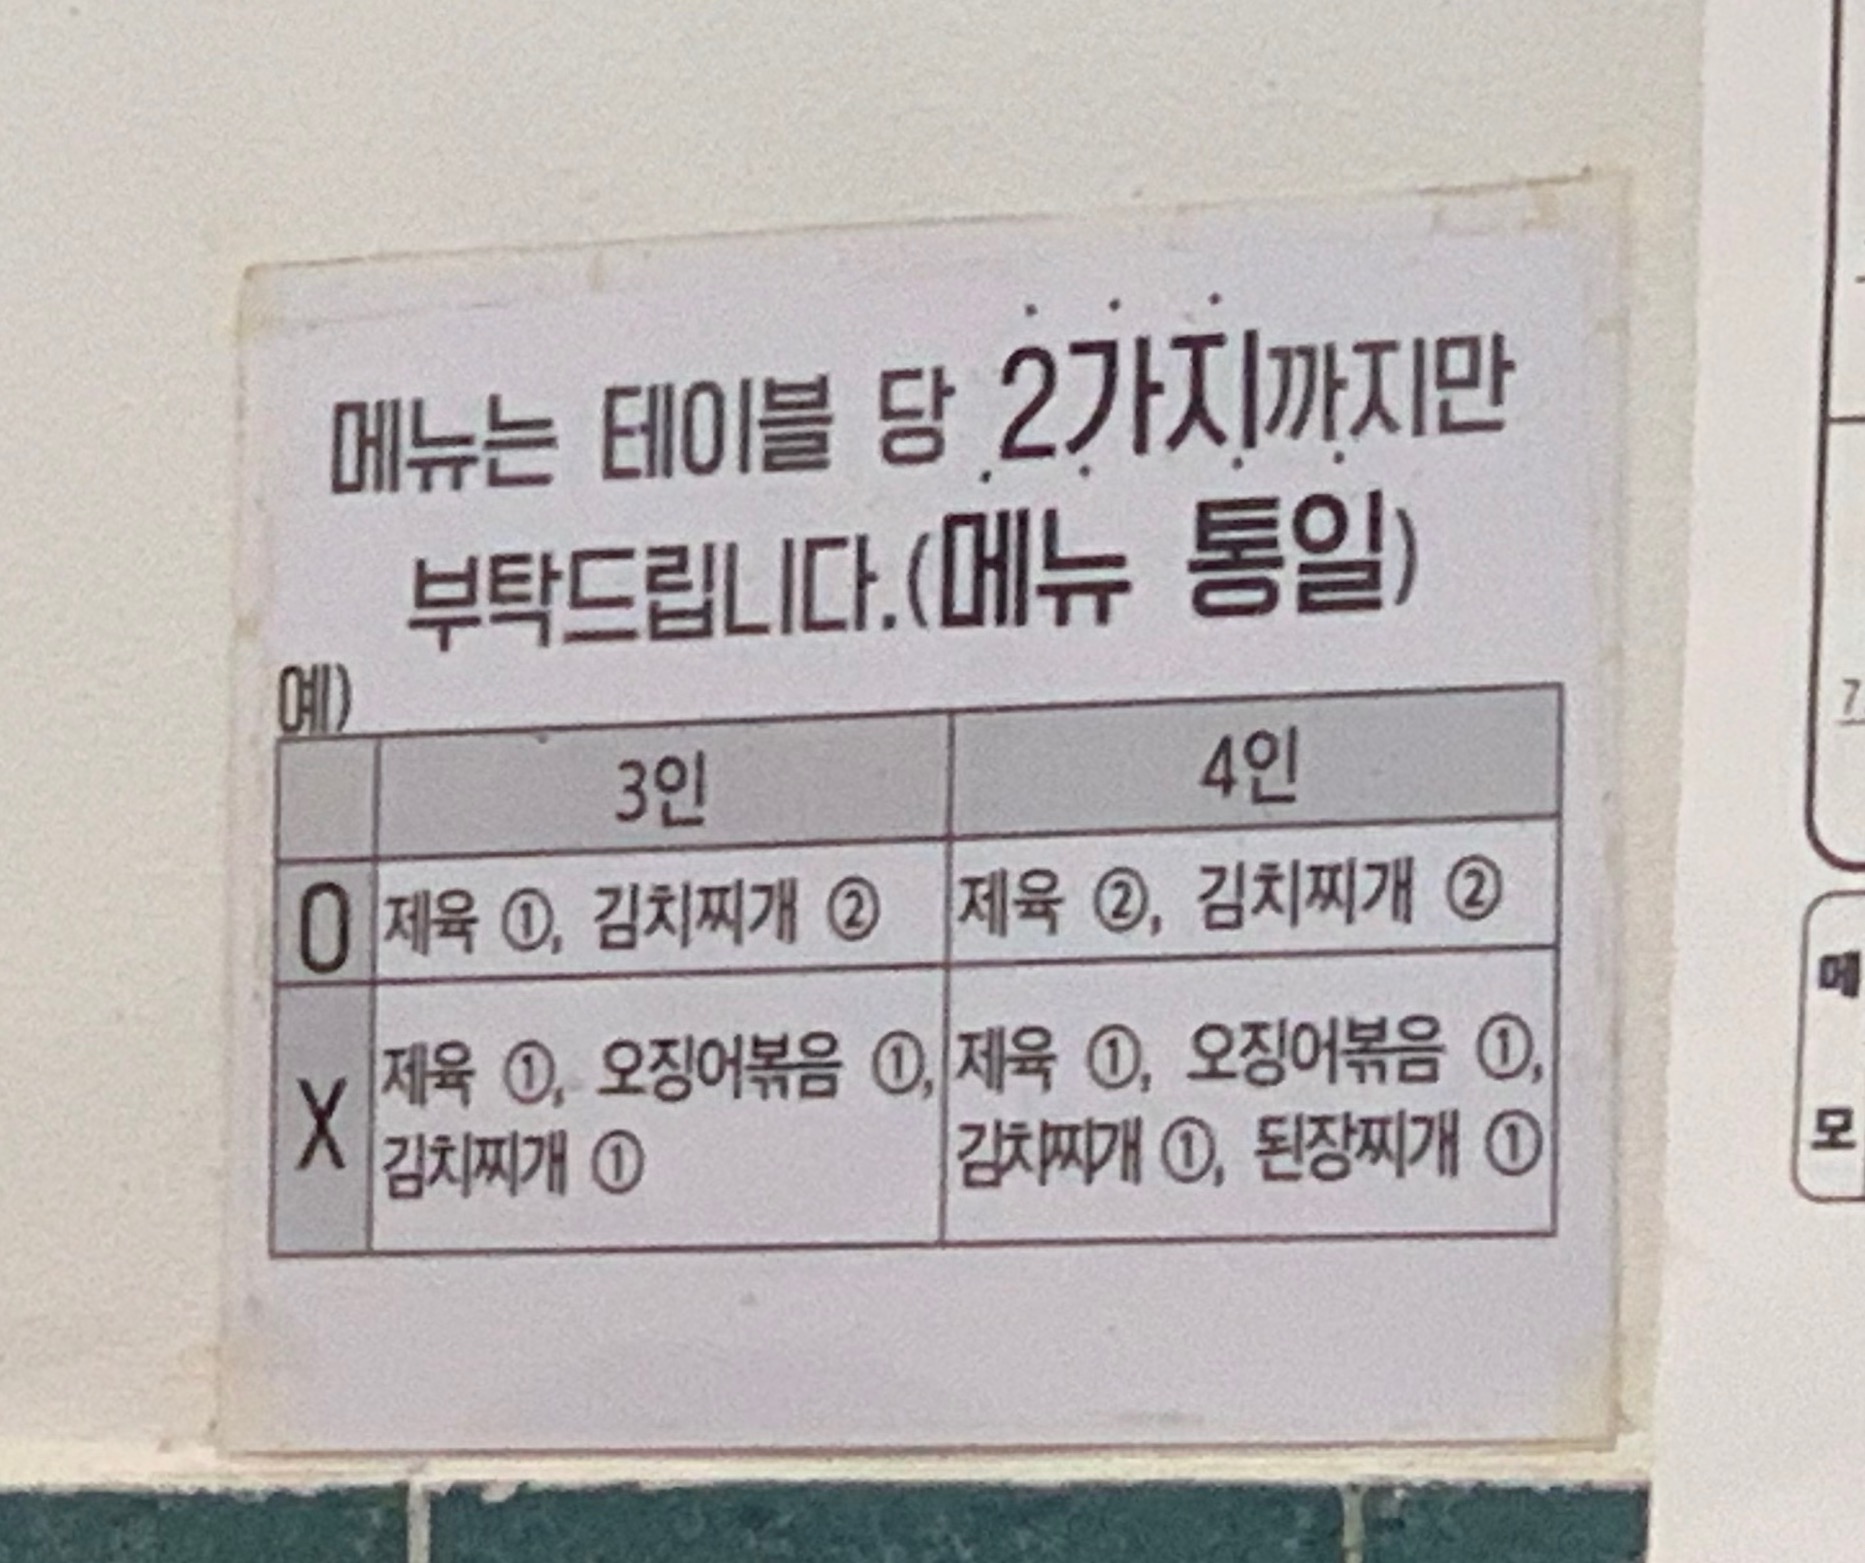 메뉴는 테이블 당 2가지까지만
부탁드립니다.(메뉴 통일)
예)
3인 4인
O 제육 ①, 김치찌개 ② 제육 ②, 김치찌개 ②
X 제육 ①, 오징어볶음 ①, 제육 ①, 오징어볶음 ①,
김치찌개 ① 김치찌개 ①, 된장찌개 ①
메
모